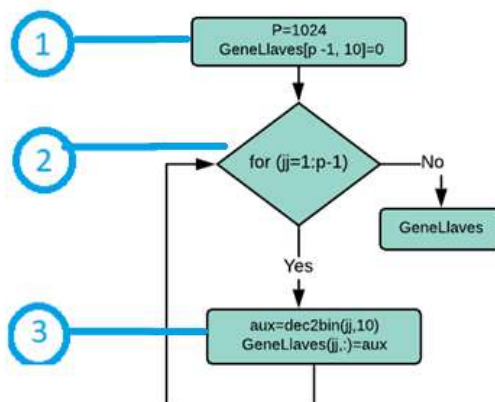 1
P=1024
GeneLlaves[p -1, 10]=0
2
for (jj=1:p-1)
No
GeneLlaves
Yes
3
aux=dec2bin(jj,10)
GeneLlaves(jj,:)=aux